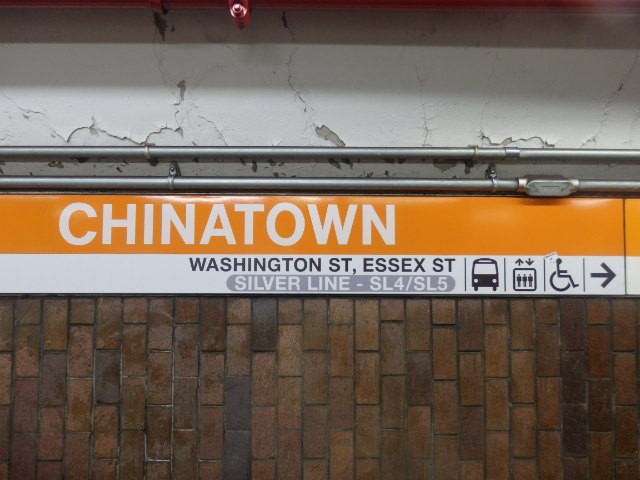 CHINATOWN
WASHINGTON ST, ESSEX ST
SILVER LINE - SL4/SL5